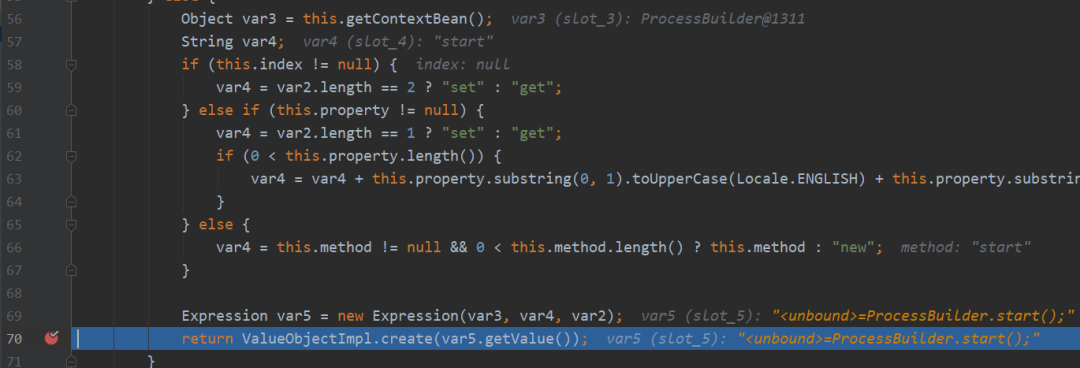 56 Object var3 = this.getContextBean(); var3 (slot_3): ProcessBuilder@1311
57 String var4; var4 (slot_4): "start"
58 if (this.index != null) { index: null
59 var4 = var2.length == 2 ? "set" : "get";
60 } else if (this.property != null) {
61 var4 = var2.length == 1 ? "set" : "get";
62 if (0 < this.property.length()) {
63 var4 = var4 + this.property.substring(0, 1).toUpperCase(Locale.ENGLISH) + this.property.substrin
64 }
65 } else {
66 var4 = this.method != null && 0 < this.method.length() ? this.method : "new"; method: "start"
67 }
68
69 Expression var5 = new Expression(var3, var4, var2); var5 (slot_5): "<unbound>=ProcessBuilder.start();"
70 return ValueObjectImpl.create(var5.getValue()); var5 (slot_5): "<unbound>=ProcessBuilder.start();"
71 }